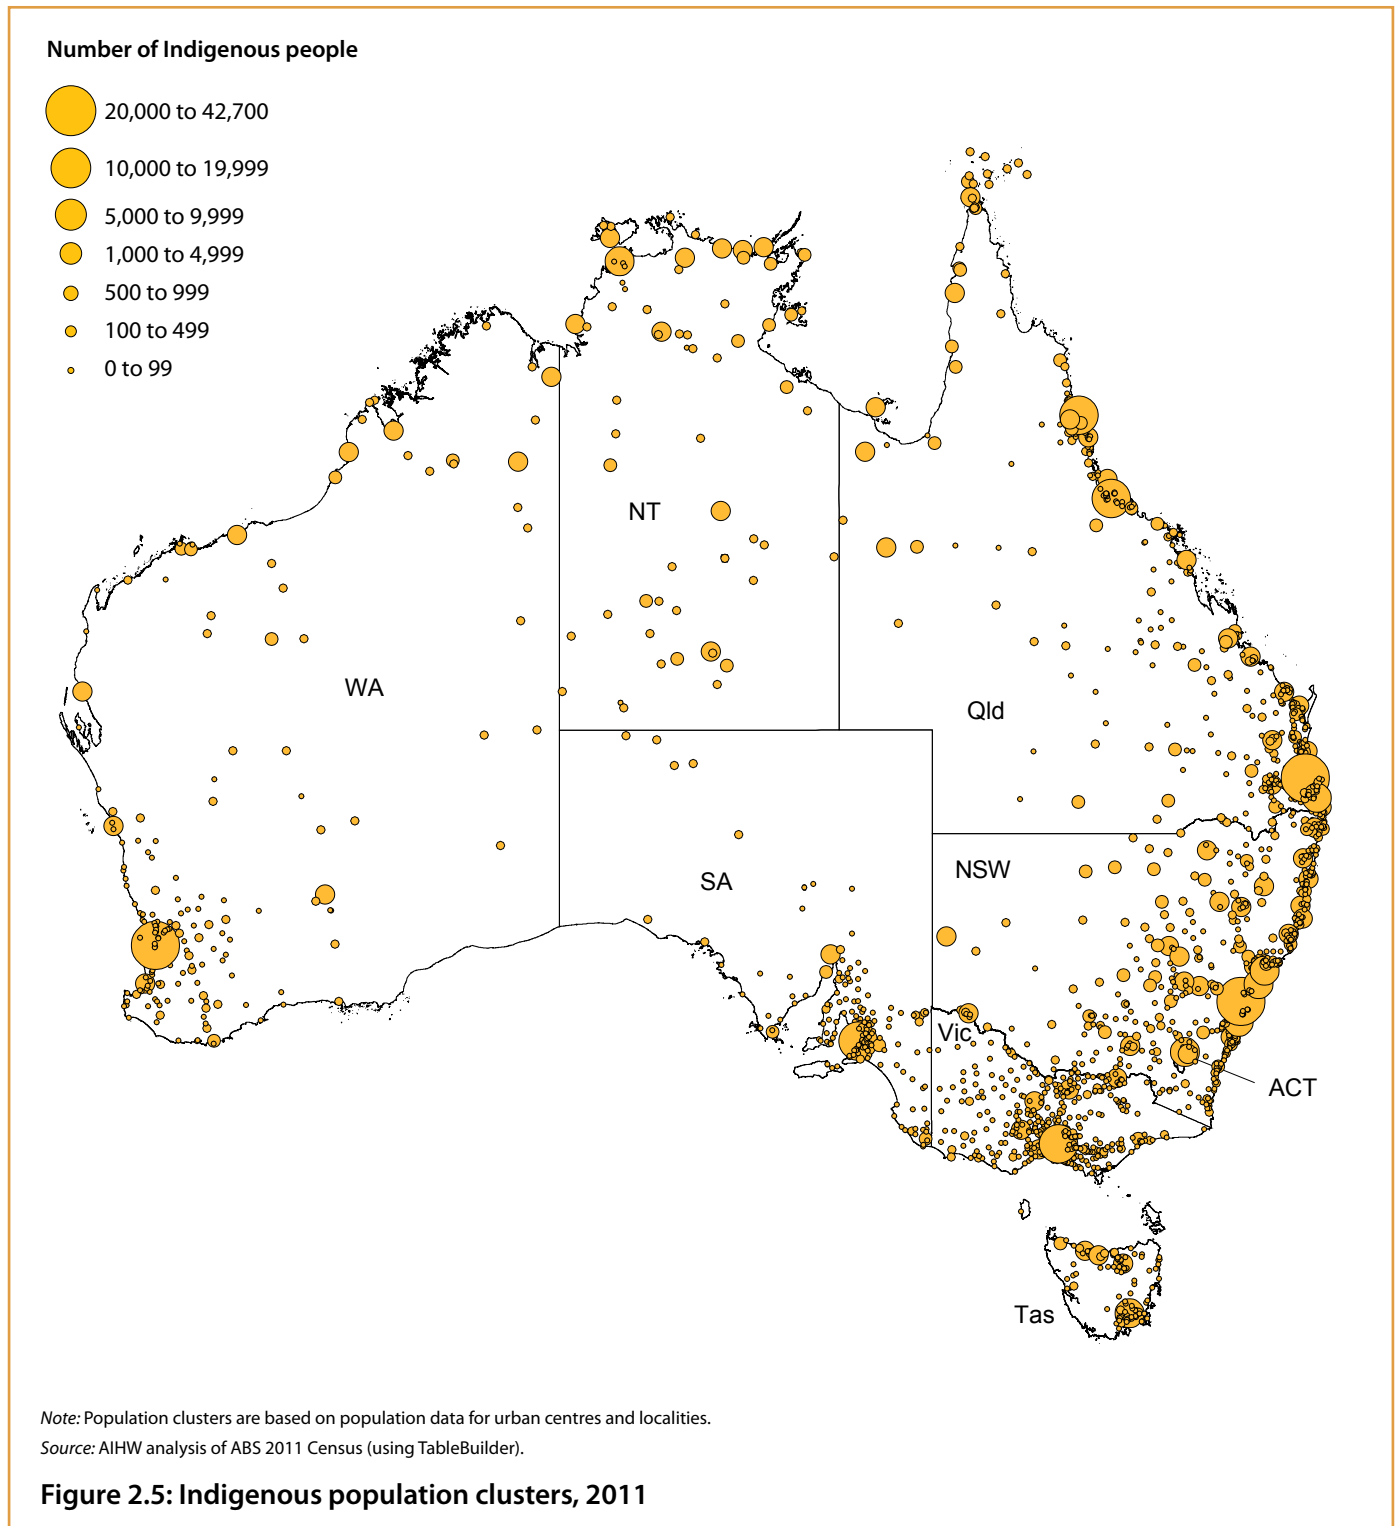 Number of Indigenous people
20,000 to 42,700
10,000 to 19,999
5,000 to 9,999
1,000 to 4,999
500 to 999
100 to 499
0 to 99
NT
WA
Qld
SA
NSW
Vic
ACT
Tas
Note: Population clusters are based on population data for urban centres and localities.
Source: AIHW analysis of ABS 2011 Census (using TableBuilder).
Figure 2.5: Indigenous population clusters, 2011